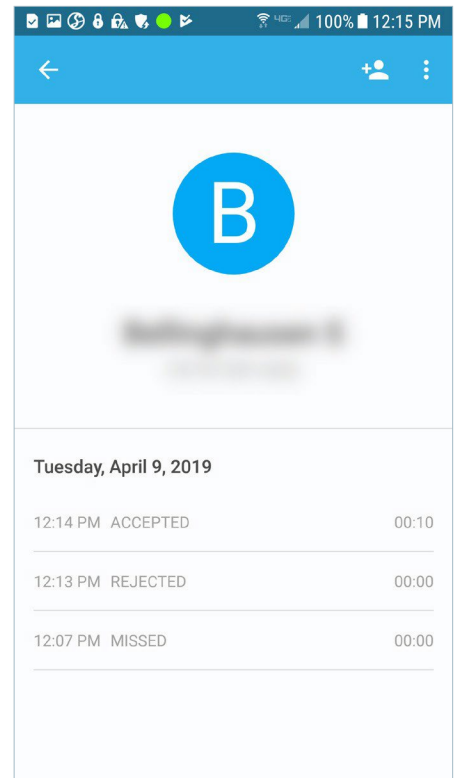 4G 100% 12:15 PM
B
Tuesday, April 9, 2019
12:14 PM ACCEPTED 00:10
12:13 PM REJECTED 00:00
12:07 PM MISSED 00:00